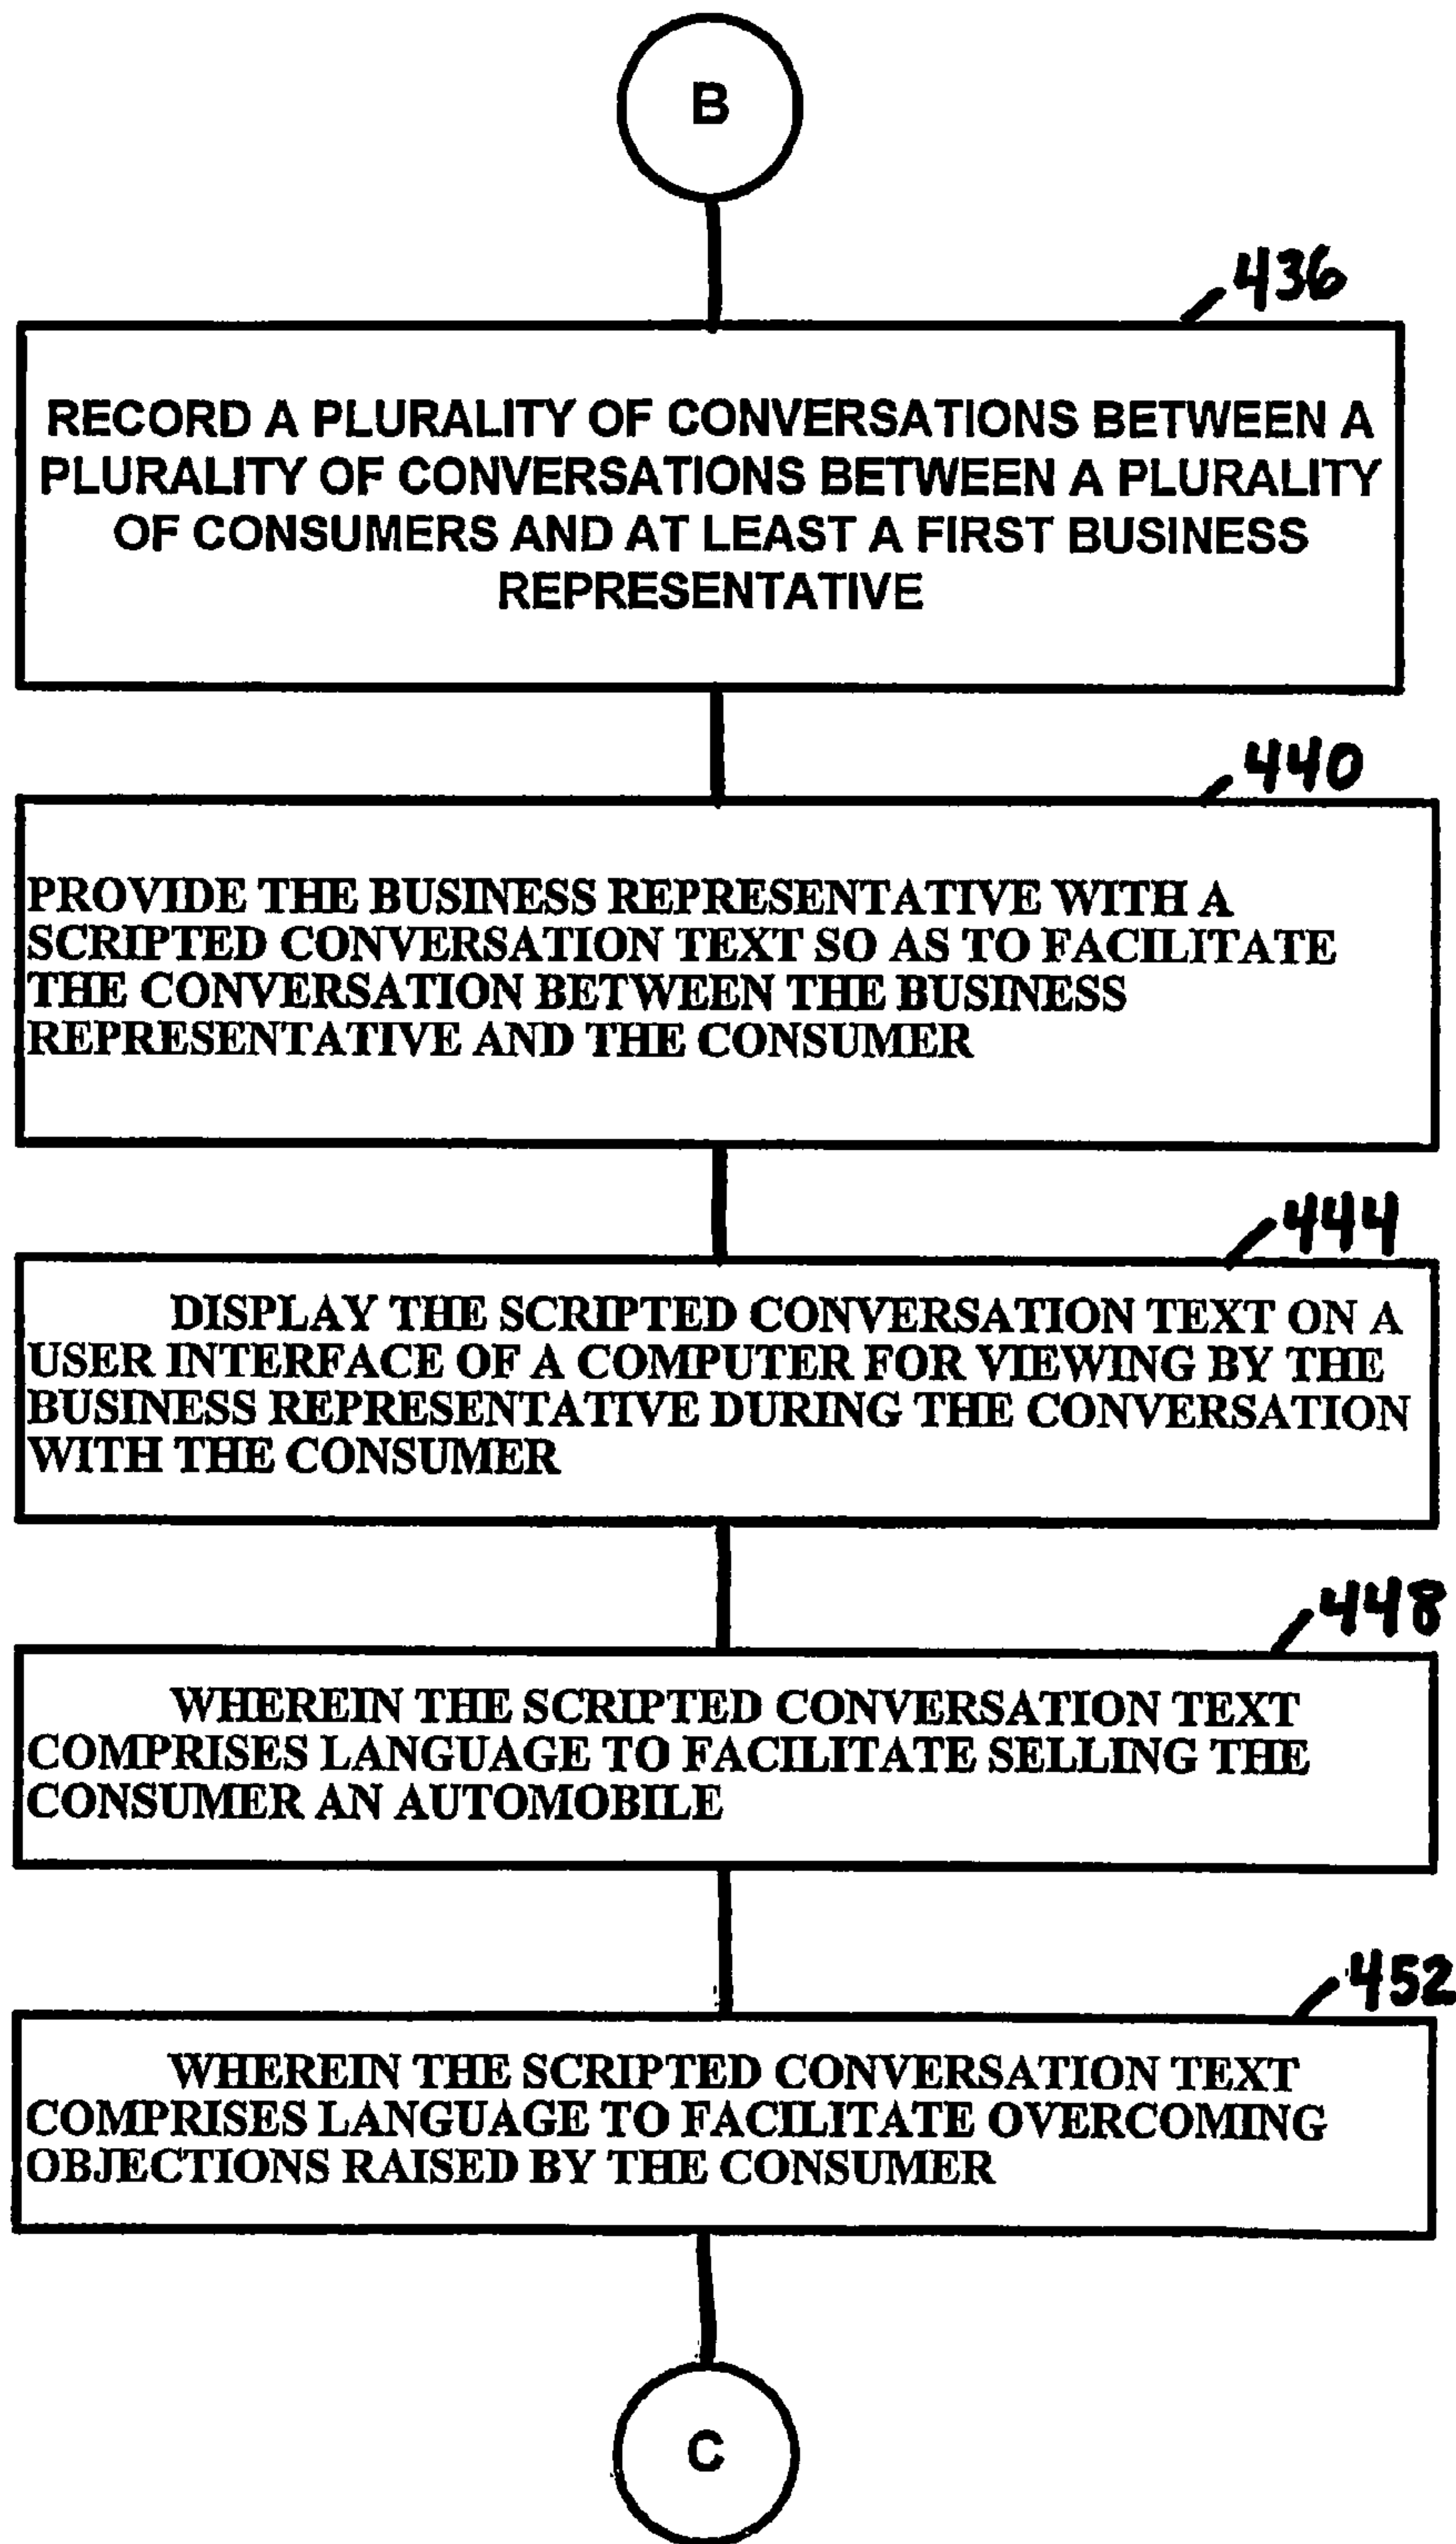 B
436
RECORD A PLURALITY OF CONVERSATIONS BETWEEN A
PLURALITY OF CONVERSATIONS BETWEEN A PLURALITY
OF CONSUMERS AND AT LEAST A FIRST BUSINESS
REPRESENTATIVE
440
PROVIDE THE BUSINESS REPRESENTATIVE WITH A
SCRIPTED CONVERSATION TEXT SO AS TO FACILITATE
THE CONVERSATION BETWEEN THE BUSINESS
REPRESENTATIVE AND THE CONSUMER
444
DISPLAY THE SCRIPTED CONVERSATION TEXT ON A
USER INTERFACE OF A COMPUTER FOR VIEWING BY THE
BUSINESS REPRESENTATIVE DURING THE CONVERSATION
WITH THE CONSUMER
448
WHEREIN THE SCRIPTED CONVERSATION TEXT
COMPRISES LANGUAGE TO FACILITATE SELLING THE
CONSUMER AN AUTOMOBILE
452
WHEREIN THE SCRIPTED CONVERSATION TEXT
COMPRISES LANGUAGE TO FACILITATE OVERCOMING
OBJECTIONS RAISED BY THE CONSUMER
C